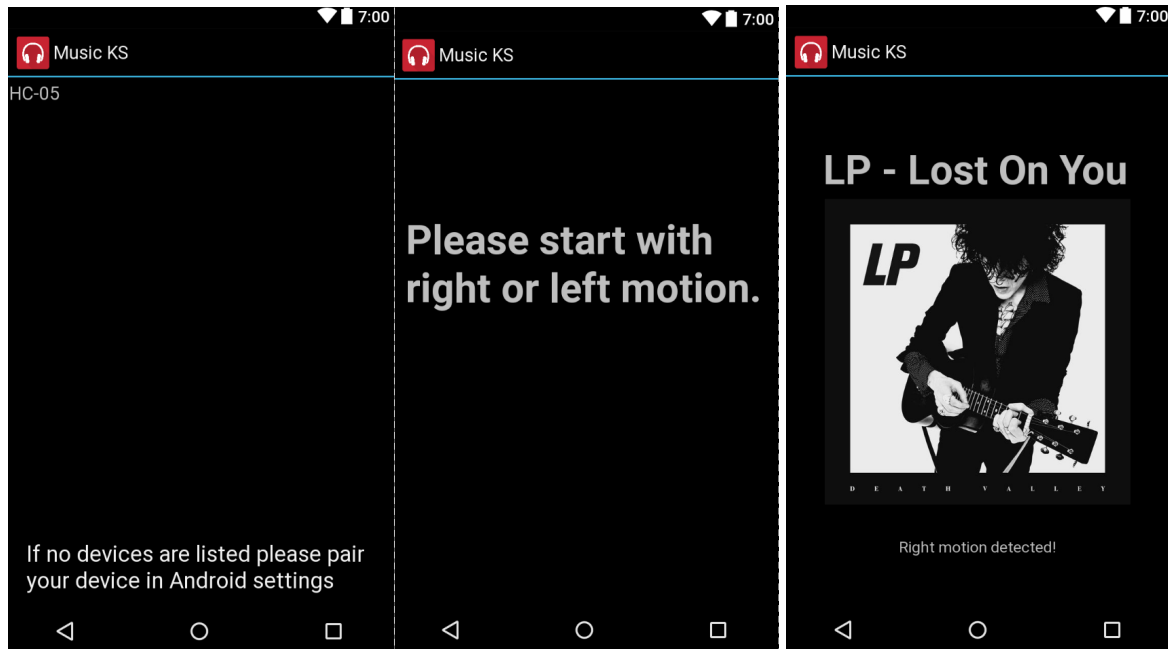 7:00
Music KS
HC-05
If no devices are listed please pair
your device in Android settings
7:00
Music KS
Please start with
right or left motion.
7:00
Music KS
LP - Lost On You
LP
DEATH VALLEY
Right motion detected!